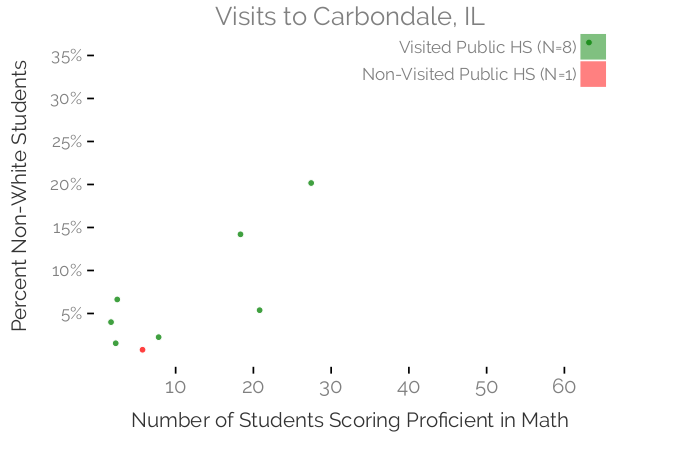 Visits to Carbondale, IL
Visited Public HS (N=8)
Non-Visited Public HS (N=1)
Percent Non-White Students
35%
30%
25%
20%
15%
10%
5%
10 20 30 40 50 60
Number of Students Scoring Proficient in Math